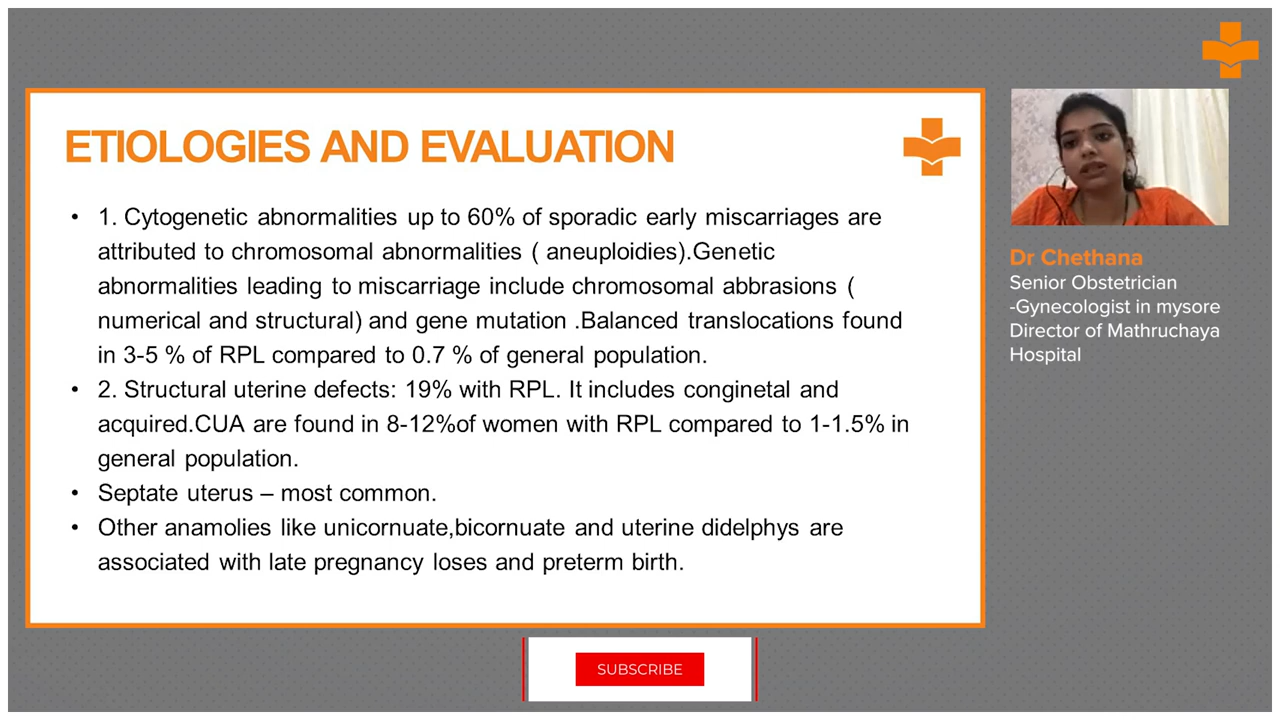 ETIOLOGIES AND EVALUATION
• 1. Cytogenetic abnormalities up to 60% of sporadic early miscarriages are
attributed to chromosomal abnormalities ( aneuploidies).Genetic
abnormalities leading to miscarriage include chromosomal abbrasions (
numerical and structural) and gene mutation .Balanced translocations found
in 3-5 % of RPL compared to 0.7 % of general population.
• 2. Structural uterine defects: 19% with RPL. It includes conginetal and
acquired.CUA are found in 8-12%of women with RPL compared to 1-1.5% in
general population.
• Septate uterus – most common.
• Other anamolies like unicornuate,bicornuate and uterine didelphys are
associated with late pregnancy loses and preterm birth.
Dr Chethana
Senior Obstetrician
-Gynecologist in mysore
Director of Mathruchaya
Hospital
SUBSCRIBE